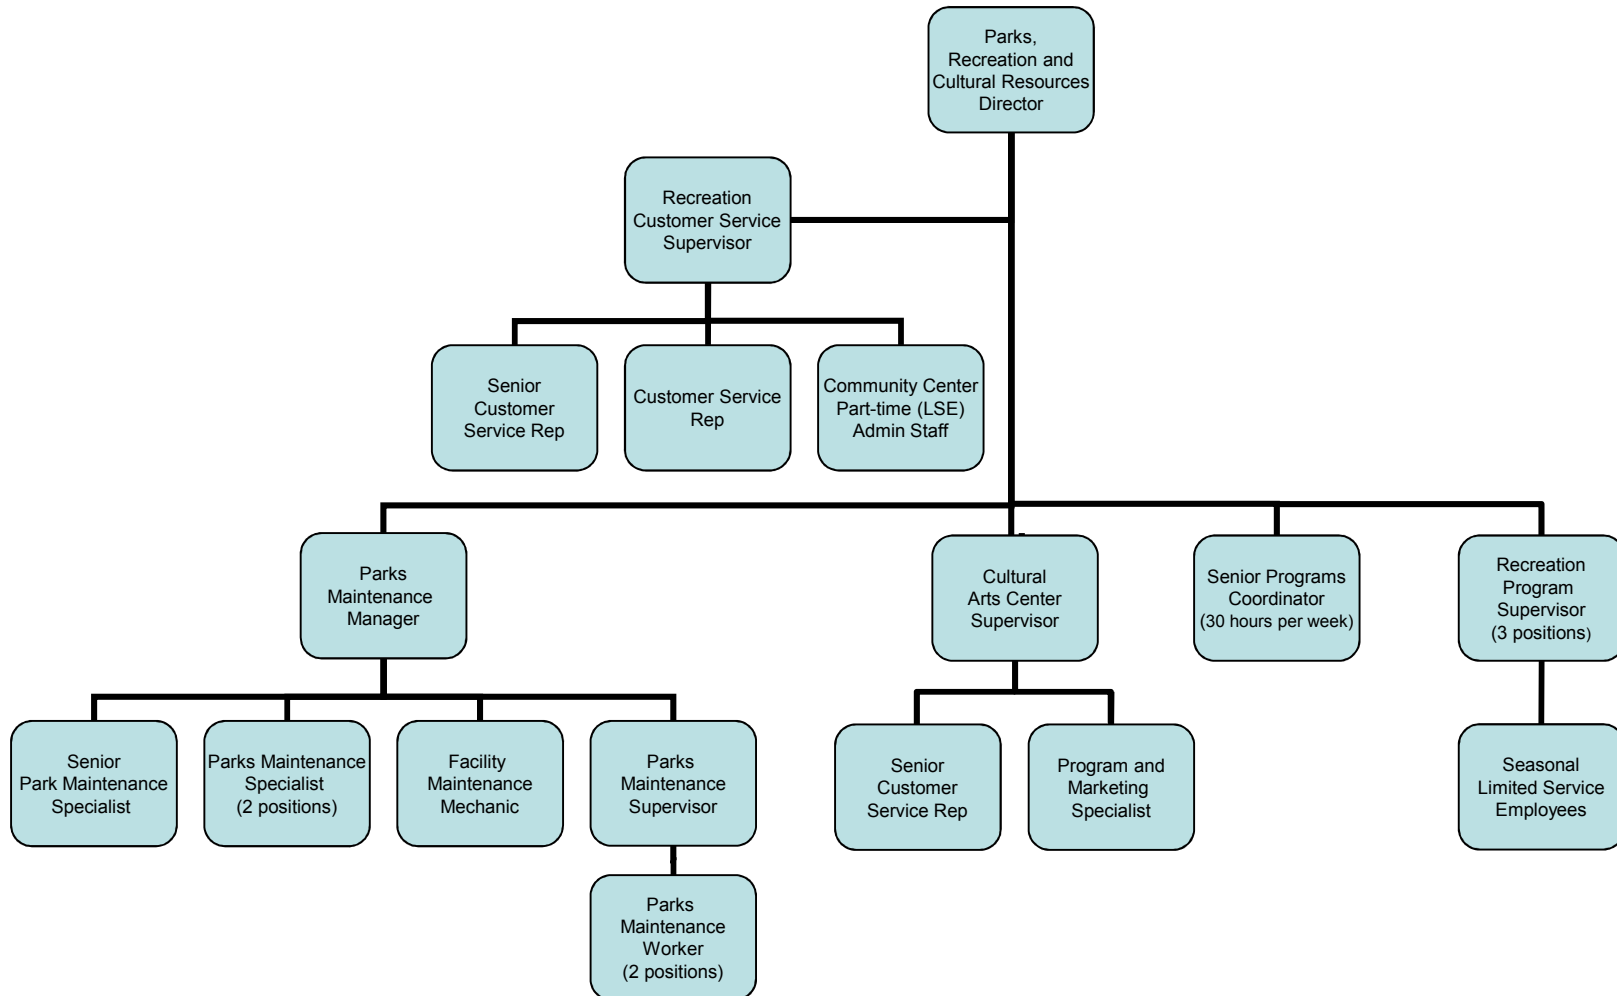 Parks,
Recreation and
Cultural Resources
Director
Recreation
Customer Service
Supervisor
Senior
Customer
Service Rep
Customer Service
Rep
Community Center
Part-time (LSE)
Admin Staff
Parks
Maintenance
Manager
Cultural
Arts Center
Supervisor
Senior Programs
Coordinator
(30 hours per week)
Recreation
Program
Supervisor
(3 positions)
Senior
Park Maintenance
Specialist
Parks Maintenance
Specialist
(2 positions)
Facility
Maintenance
Mechanic
Parks
Maintenance
Supervisor
Senior
Customer
Service Rep
Program and
Marketing
Specialist
Seasonal
Limited Service
Employees
Parks
Maintenance
Worker
(2 positions)